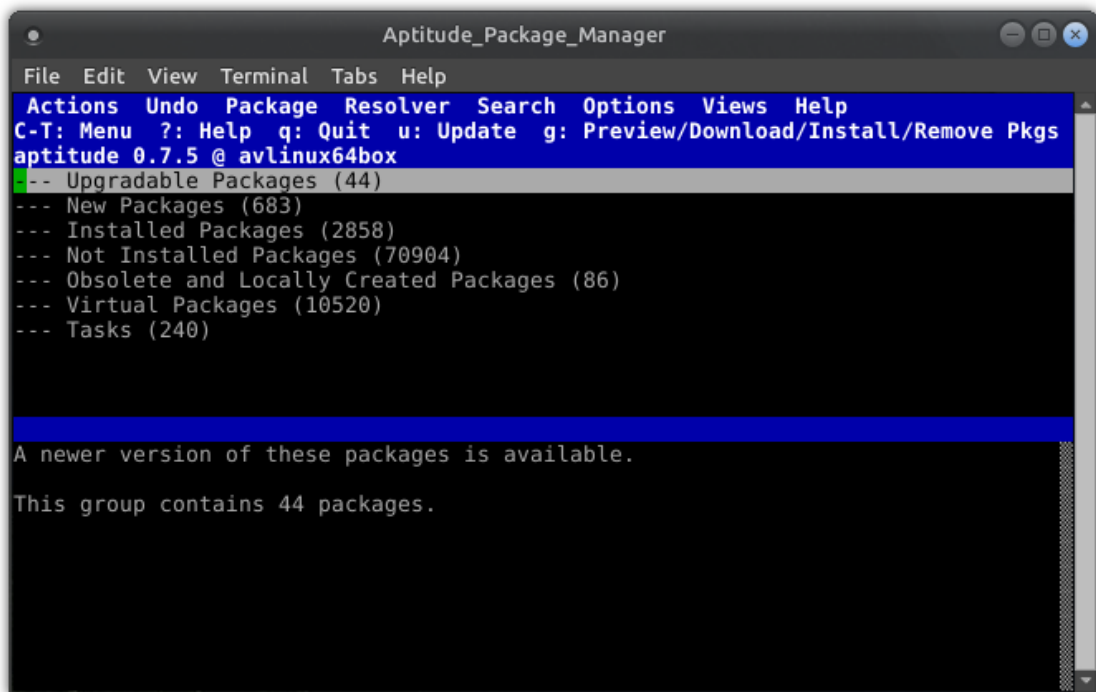 Aptitude_Package_Manager
File Edit View Terminal Tabs Help
Actions Undo Package Resolver Search Options Views Help
C-T: Menu ?: Help q: Quit u: Update g: Preview/Download/Install/Remove Pkgs
aptitude 0.7.5 @ avlinux64box
--- Upgradable Packages (44)
--- New Packages (683)
--- Installed Packages (2858)
--- Not Installed Packages (70904)
--- Obsolete and Locally Created Packages (86)
--- Virtual Packages (10520)
--- Tasks (240)
A newer version of these packages is available.
This group contains 44 packages.